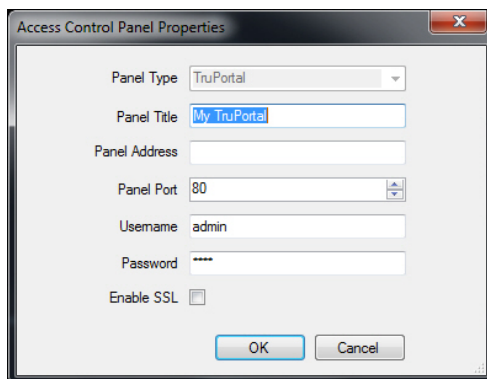 Access Control Panel Properties
Panel Type TruPortal
Panel Title My TruPortal
Panel Address
Panel Port 80
Username admin
Password ****
Enable SSL
OK Cancel